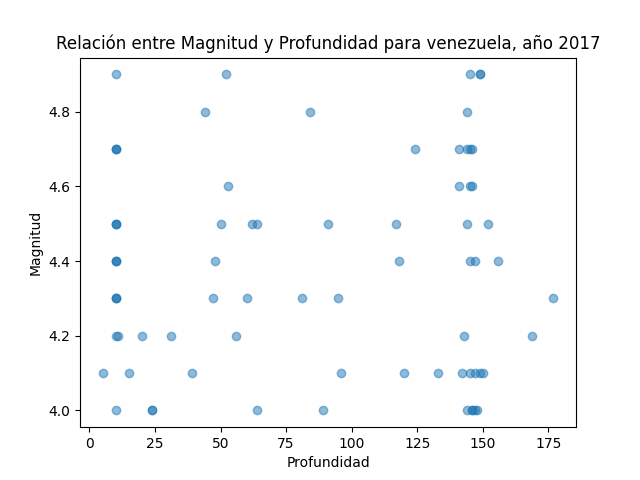 Relación entre Magnitud y Profundidad para venezuela, año 2017
4.8
4.6
4.4
4.2
4.0
Magnitud
0 25 50 75 100 125 150 175
Profundidad